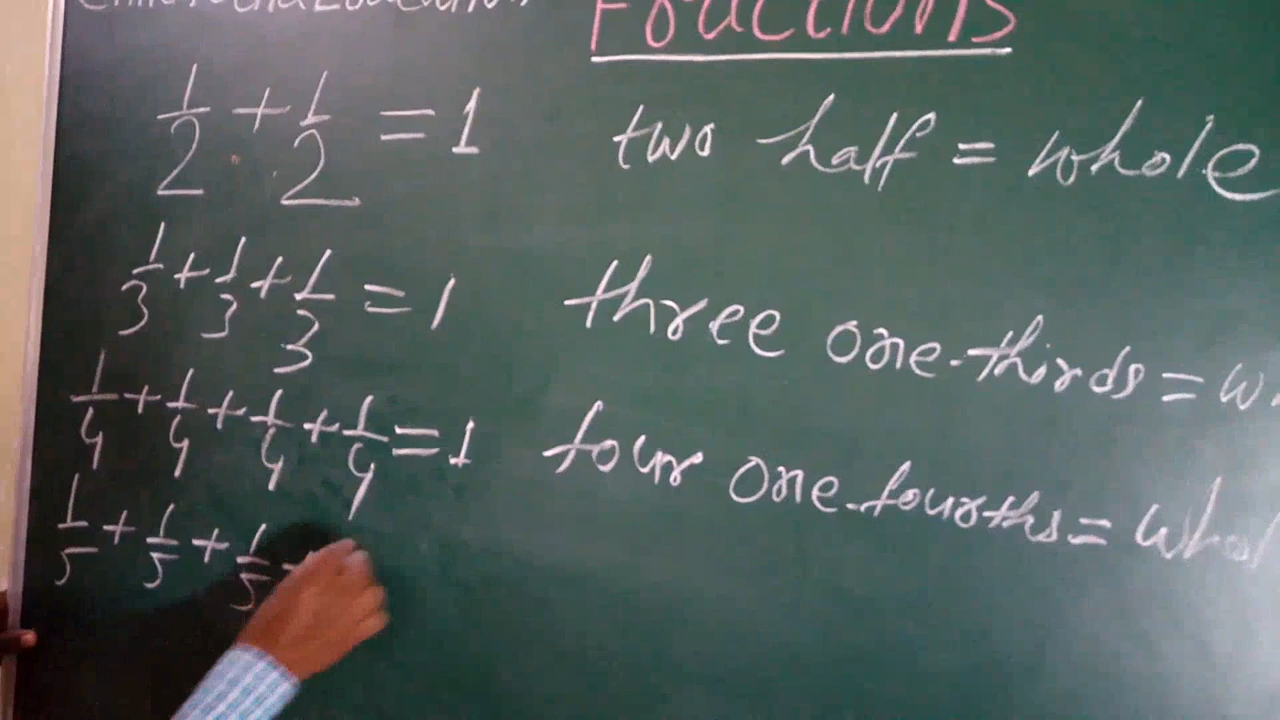 Fractions
1/2 + 1/2 = 1 two half = whole
1/3 + 1/3 + 1/3 = 1 three one-thirds =
1/4 + 1/4 + 1/4 + 1/4 = 1 four one-fourths = Whol
1/5 + 1/5 + 1/5 +